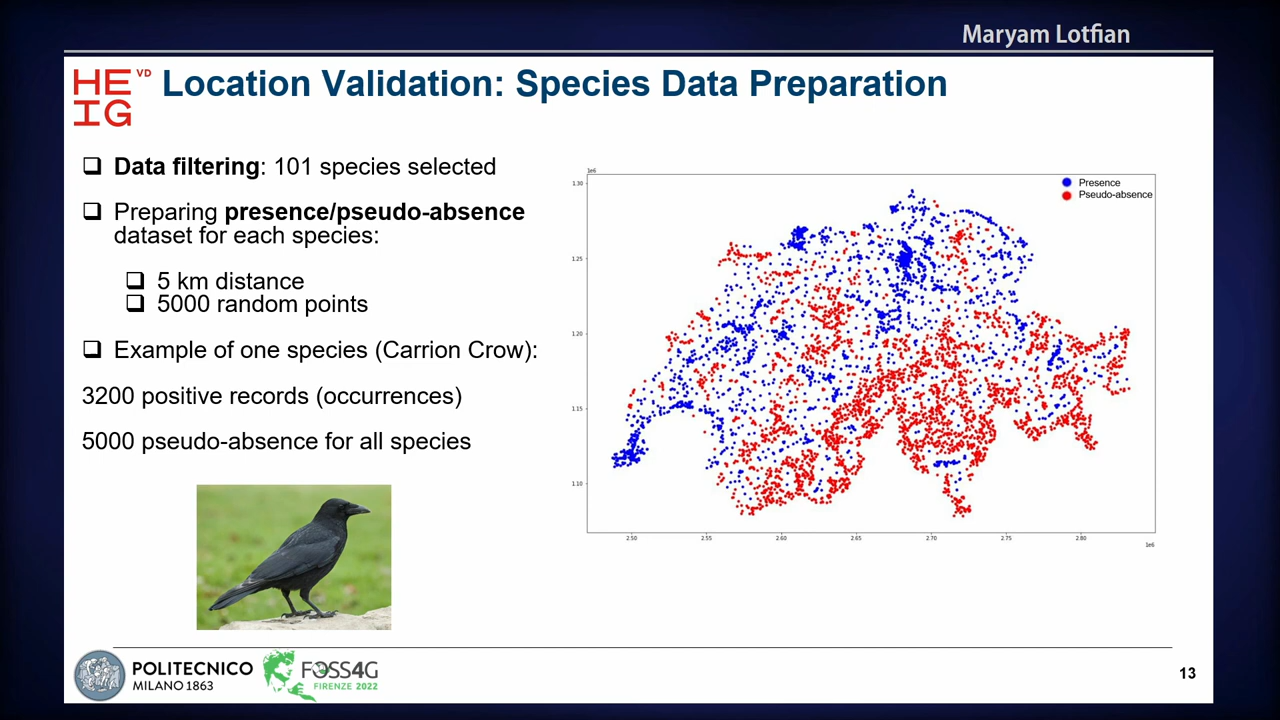 Maryam Lotfian
HE VD
IG
Location Validation: Species Data Preparation
❑ Data filtering: 101 species selected
❑ Preparing presence/pseudo-absence
dataset for each species:
❑ 5 km distance
❑ 5000 random points
❑ Example of one species (Carrion Crow):
3200 positive records (occurrences)
5000 pseudo-absence for all species
1e6
Presence
Pseudo-absence
1.30
1.25
1.20
1.15
1.10
2.50 2.55 2.60 2.65 2.70 2.75 2.80
1e6
POLITECNICO
MILANO 1863
FOSS4G
FIRENZE 2022
13